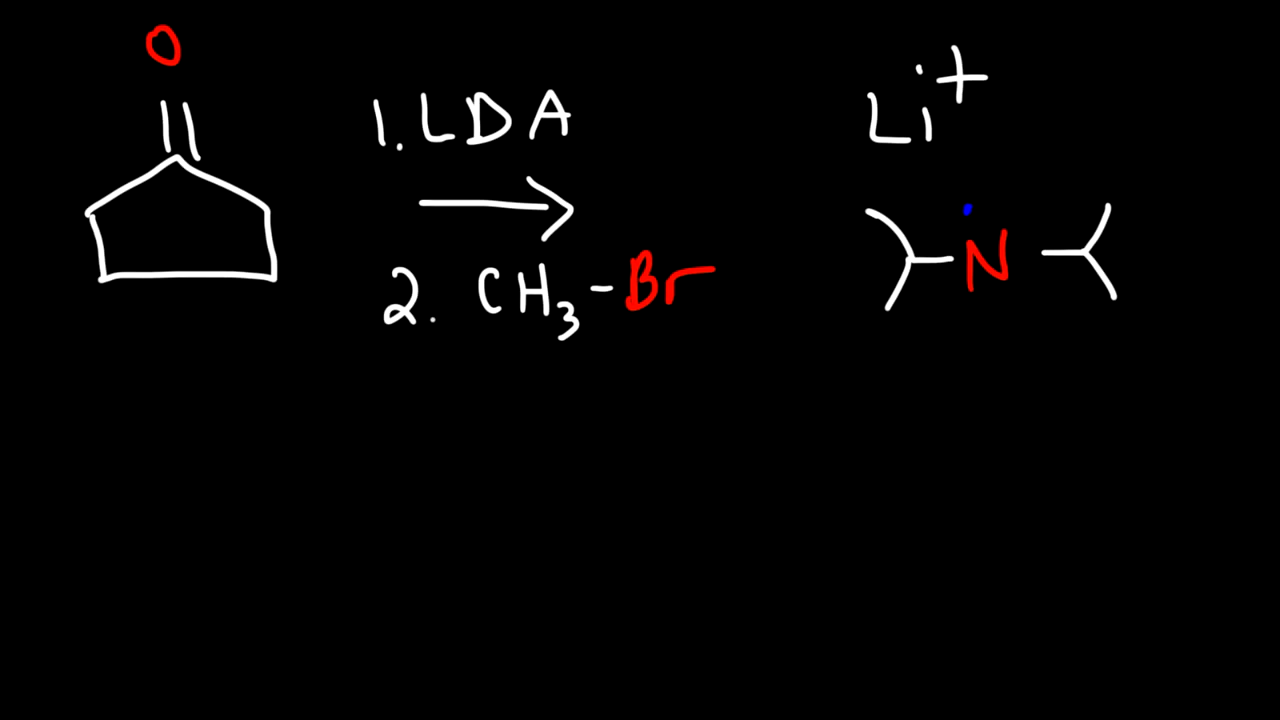 O
1. LDA
2. CH₃-Br
Li⁺
N